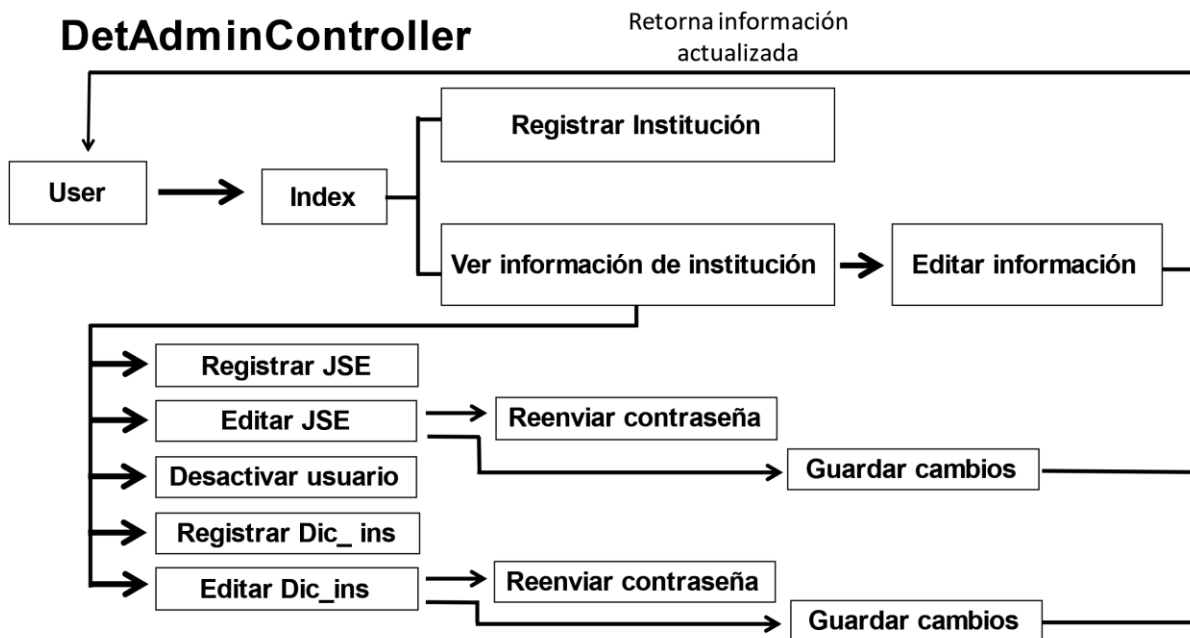 DetAdminController
Retorna información
actualizada
Registrar Institución
User
Index
Ver información de institución
Editar información
Registrar JSE
Editar JSE
Reenviar contraseña
Guardar cambios
Desactivar usuario
Registrar Dic_ ins
Editar Dic_ins
Reenviar contraseña
Guardar cambios